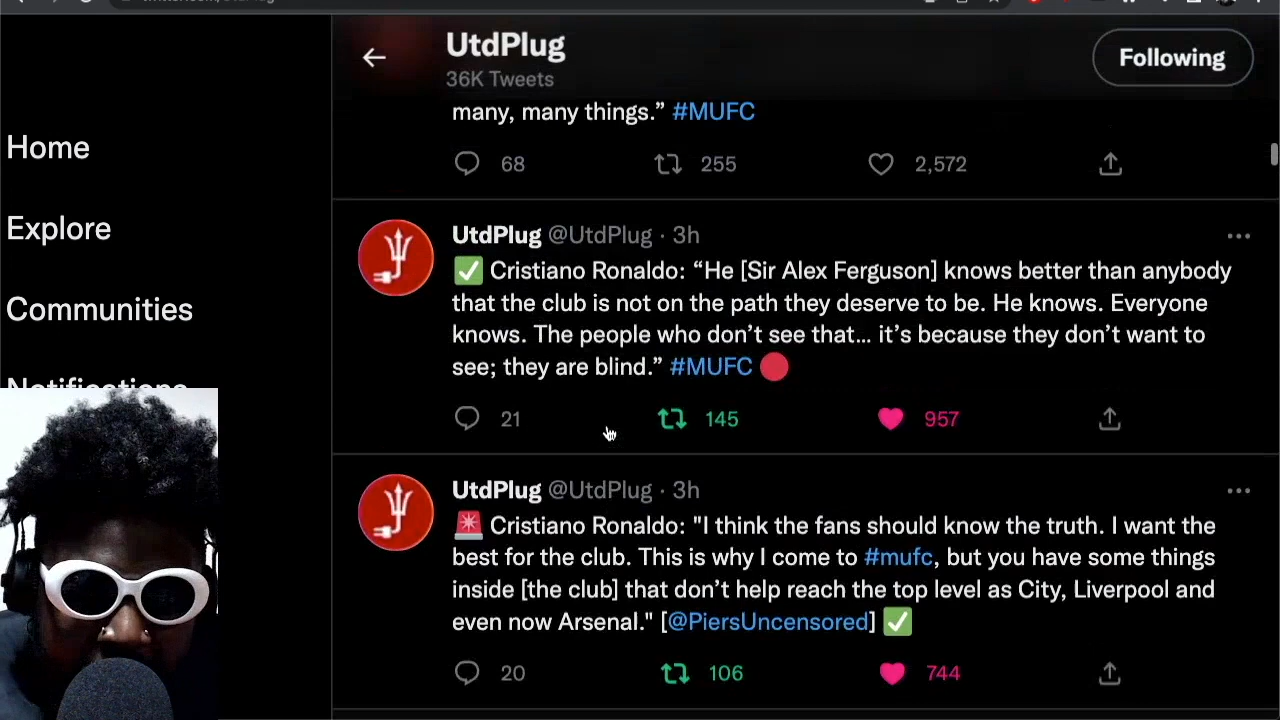 UtdPlug
36K Tweets
Following
many, many things.” #MUFC
68 255 2,572
Home
Explore
Communities
Notifications
UtdPlug @UtdPlug · 3h
✅ Cristiano Ronaldo: “He [Sir Alex Ferguson] knows better than anybody
that the club is not on the path they deserve to be. He knows. Everyone
knows. The people who don’t see that... it’s because they don’t want to
see; they are blind.” #MUFC 🔴
21 145 957
UtdPlug @UtdPlug · 3h
🚨 Cristiano Ronaldo: "I think the fans should know the truth. I want the
best for the club. This is why I come to #mufc, but you have some things
inside [the club] that don’t help reach the top level as City, Liverpool and
even now Arsenal." [@PiersUncensored] ✅
20 106 744